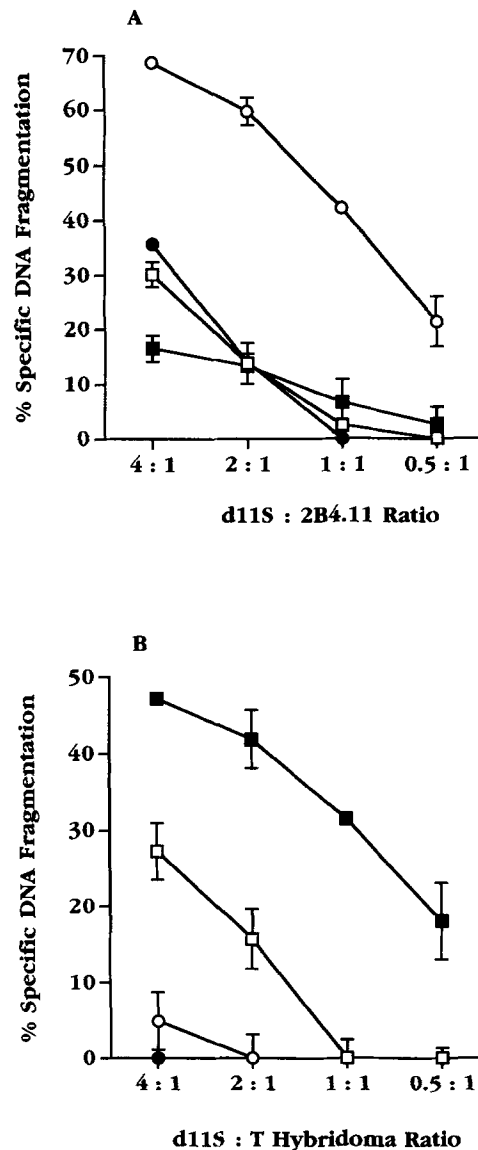 A
% Specific DNA Fragmentation
70
60
50
40
30
20
10
0
4 : 1
2 : 1
1 : 1
0.5 : 1
d11S : 2B4.11 Ratio
B
% Specific DNA Fragmentation
50
40
30
20
10
0
4 : 1
2 : 1
1 : 1
0.5 : 1
d11S : T Hybridoma Ratio